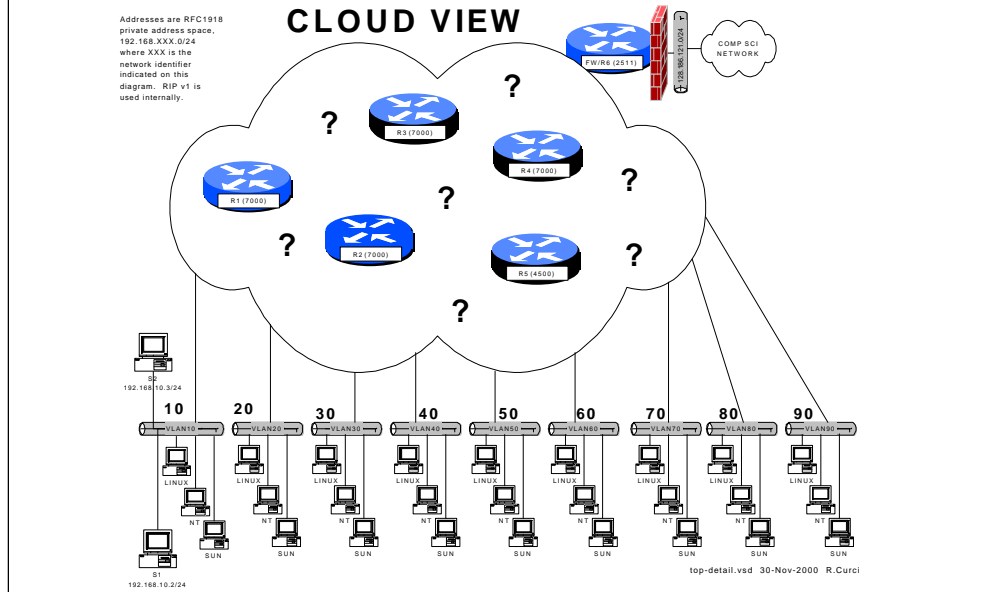 Addresses are RFC1918
private address space,
192.168.XXX.0/24
where XXX is the
network identifier
indicated on this
diagram. RIP v1 is
used internally.
CLOUD VIEW
FW/R6 (2511)
128.186.121.0/24
COMP SCI
NETWORK
?
?
R3 (7000)
R4 (7000)
?
R1 (7000)
?
?
R2 (7000)
?
R5 (4500)
?
S2
192.168.10.3/24
10 20 30 40 50 60 70 80 90
VLAN10 VLAN20 VLAN30 VLAN40 VLAN50 VLAN60 VLAN70 VLAN80 VLAN90
LINUX LINUX LINUX LINUX LINUX LINUX LINUX LINUX LINUX
NT NT NT NT NT NT NT NT NT
SUN SUN SUN SUN SUN SUN SUN SUN SUN
S1
192.168.10.2/24
top-detail.vsd 30-Nov-2000 R.Curci